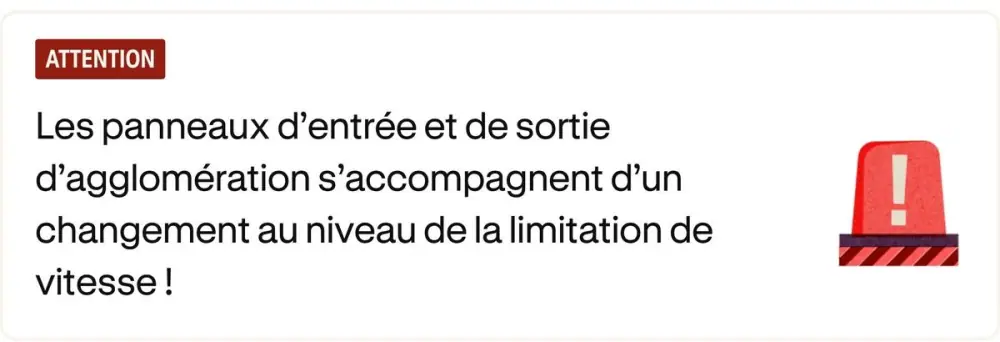 ATTENTION
Les panneaux d’entrée et de sortie
d’agglomération s’accompagnent d’un
changement au niveau de la limitation de
vitesse !